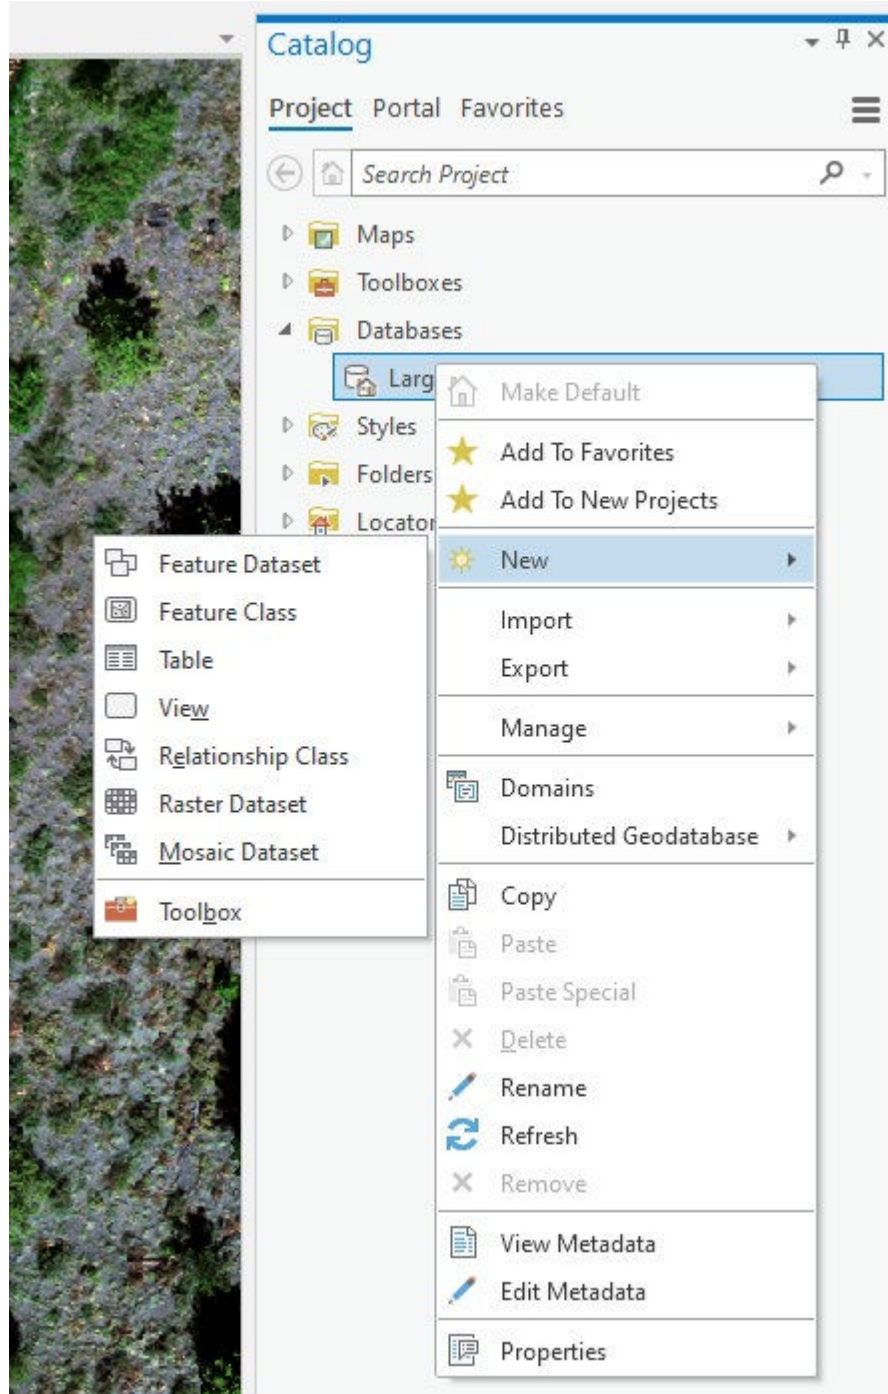 Catalog
Project Portal Favorites
Search Project
Maps
Toolboxes
Databases
Larg
Styles
Folders
Locator
Make Default
Add To Favorites
Add To New Projects
New
Import
Export
Manage
Domains
Distributed Geodatabase
Copy
Paste
Paste Special
Delete
Rename
Refresh
Remove
View Metadata
Edit Metadata
Properties
Feature Dataset
Feature Class
Table
View
Relationship Class
Raster Dataset
Mosaic Dataset
Toolbox